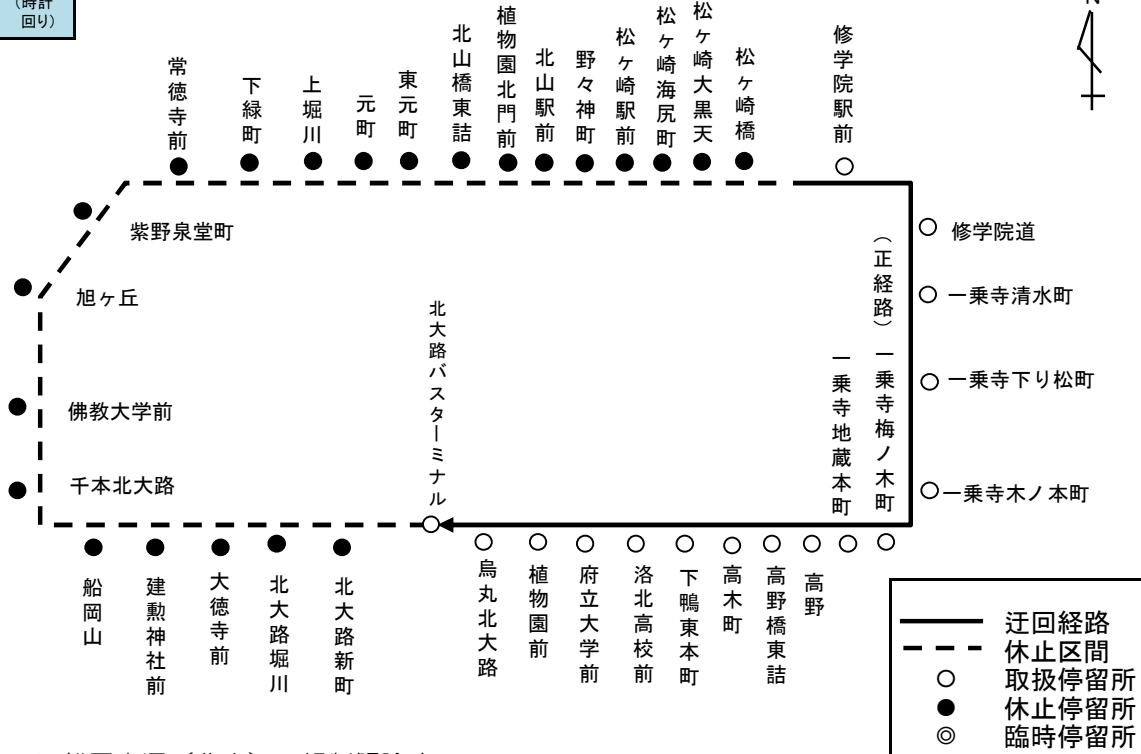 （時計
回り）
N
常徳寺前
下緑町
上堀川
元町
東元町
北山橋東詰
植物園北門前
北山駅前
野々神町
松ヶ崎駅前
松ヶ崎海尻町
松ヶ崎大黒天
松ヶ崎橋
修学院駅前
紫野泉堂町
旭ヶ丘
佛教大学前
千本北大路
北大路バスターミナル
修学院道
一乗寺清水町
一乗寺下り松町
一乗寺木ノ本町
（正経路）一乗寺梅ノ木町
一乗寺地蔵本町
船岡山
建勲神社前
大徳寺前
北大路堀川
北大路新町
烏丸北大路
植物園前
府立大学前
洛北高校前
下鴨東本町
高木町
高野橋東詰
高野
迂回経路
休止区間
取扱停留所
休止停留所
臨時停留所